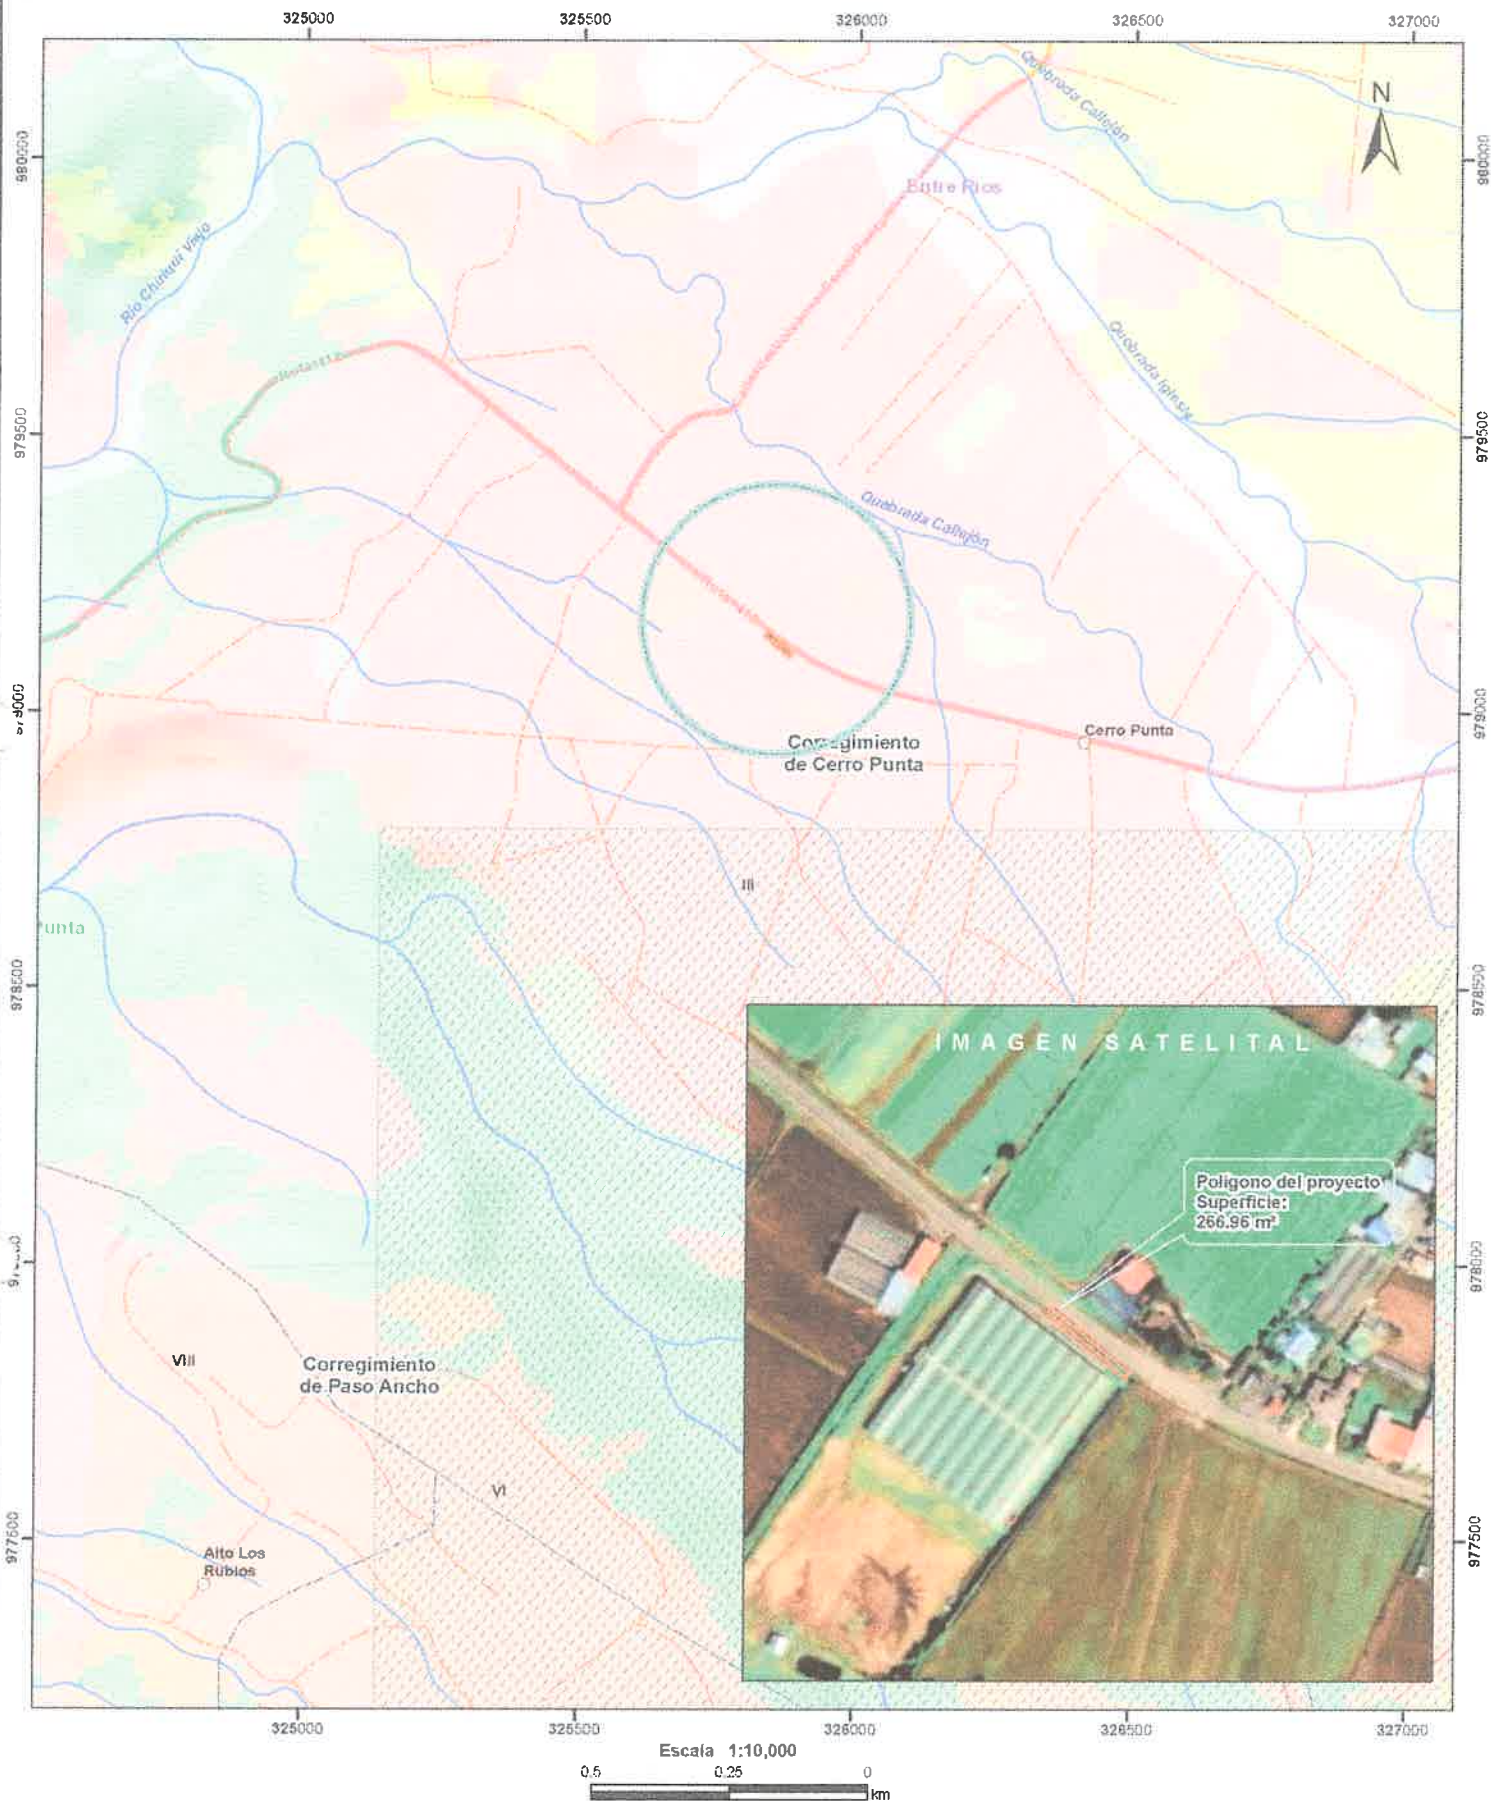 325000 325500 326000 326500 327000
N
Quebrada Callejón
980000
980000
Entre Ríos
Río Chiriquí Viejo
Quebrada Iglesia
979500
979500
Quebrada Callejón
979000
979000
Cerro Punta
Corregimiento
de Cerro Punta
III
unta
978500
978500
IMAGEN SATELITAL
Polígono del proyecto
Superficie:
266.96 m²
978000
VIII
Corregimiento
de Paso Ancho
VI
977500
977500
Alto Los
Rubios
325000 325500 326000 326500 327000
Escala 1:10,000
0.5 0.25 0
km